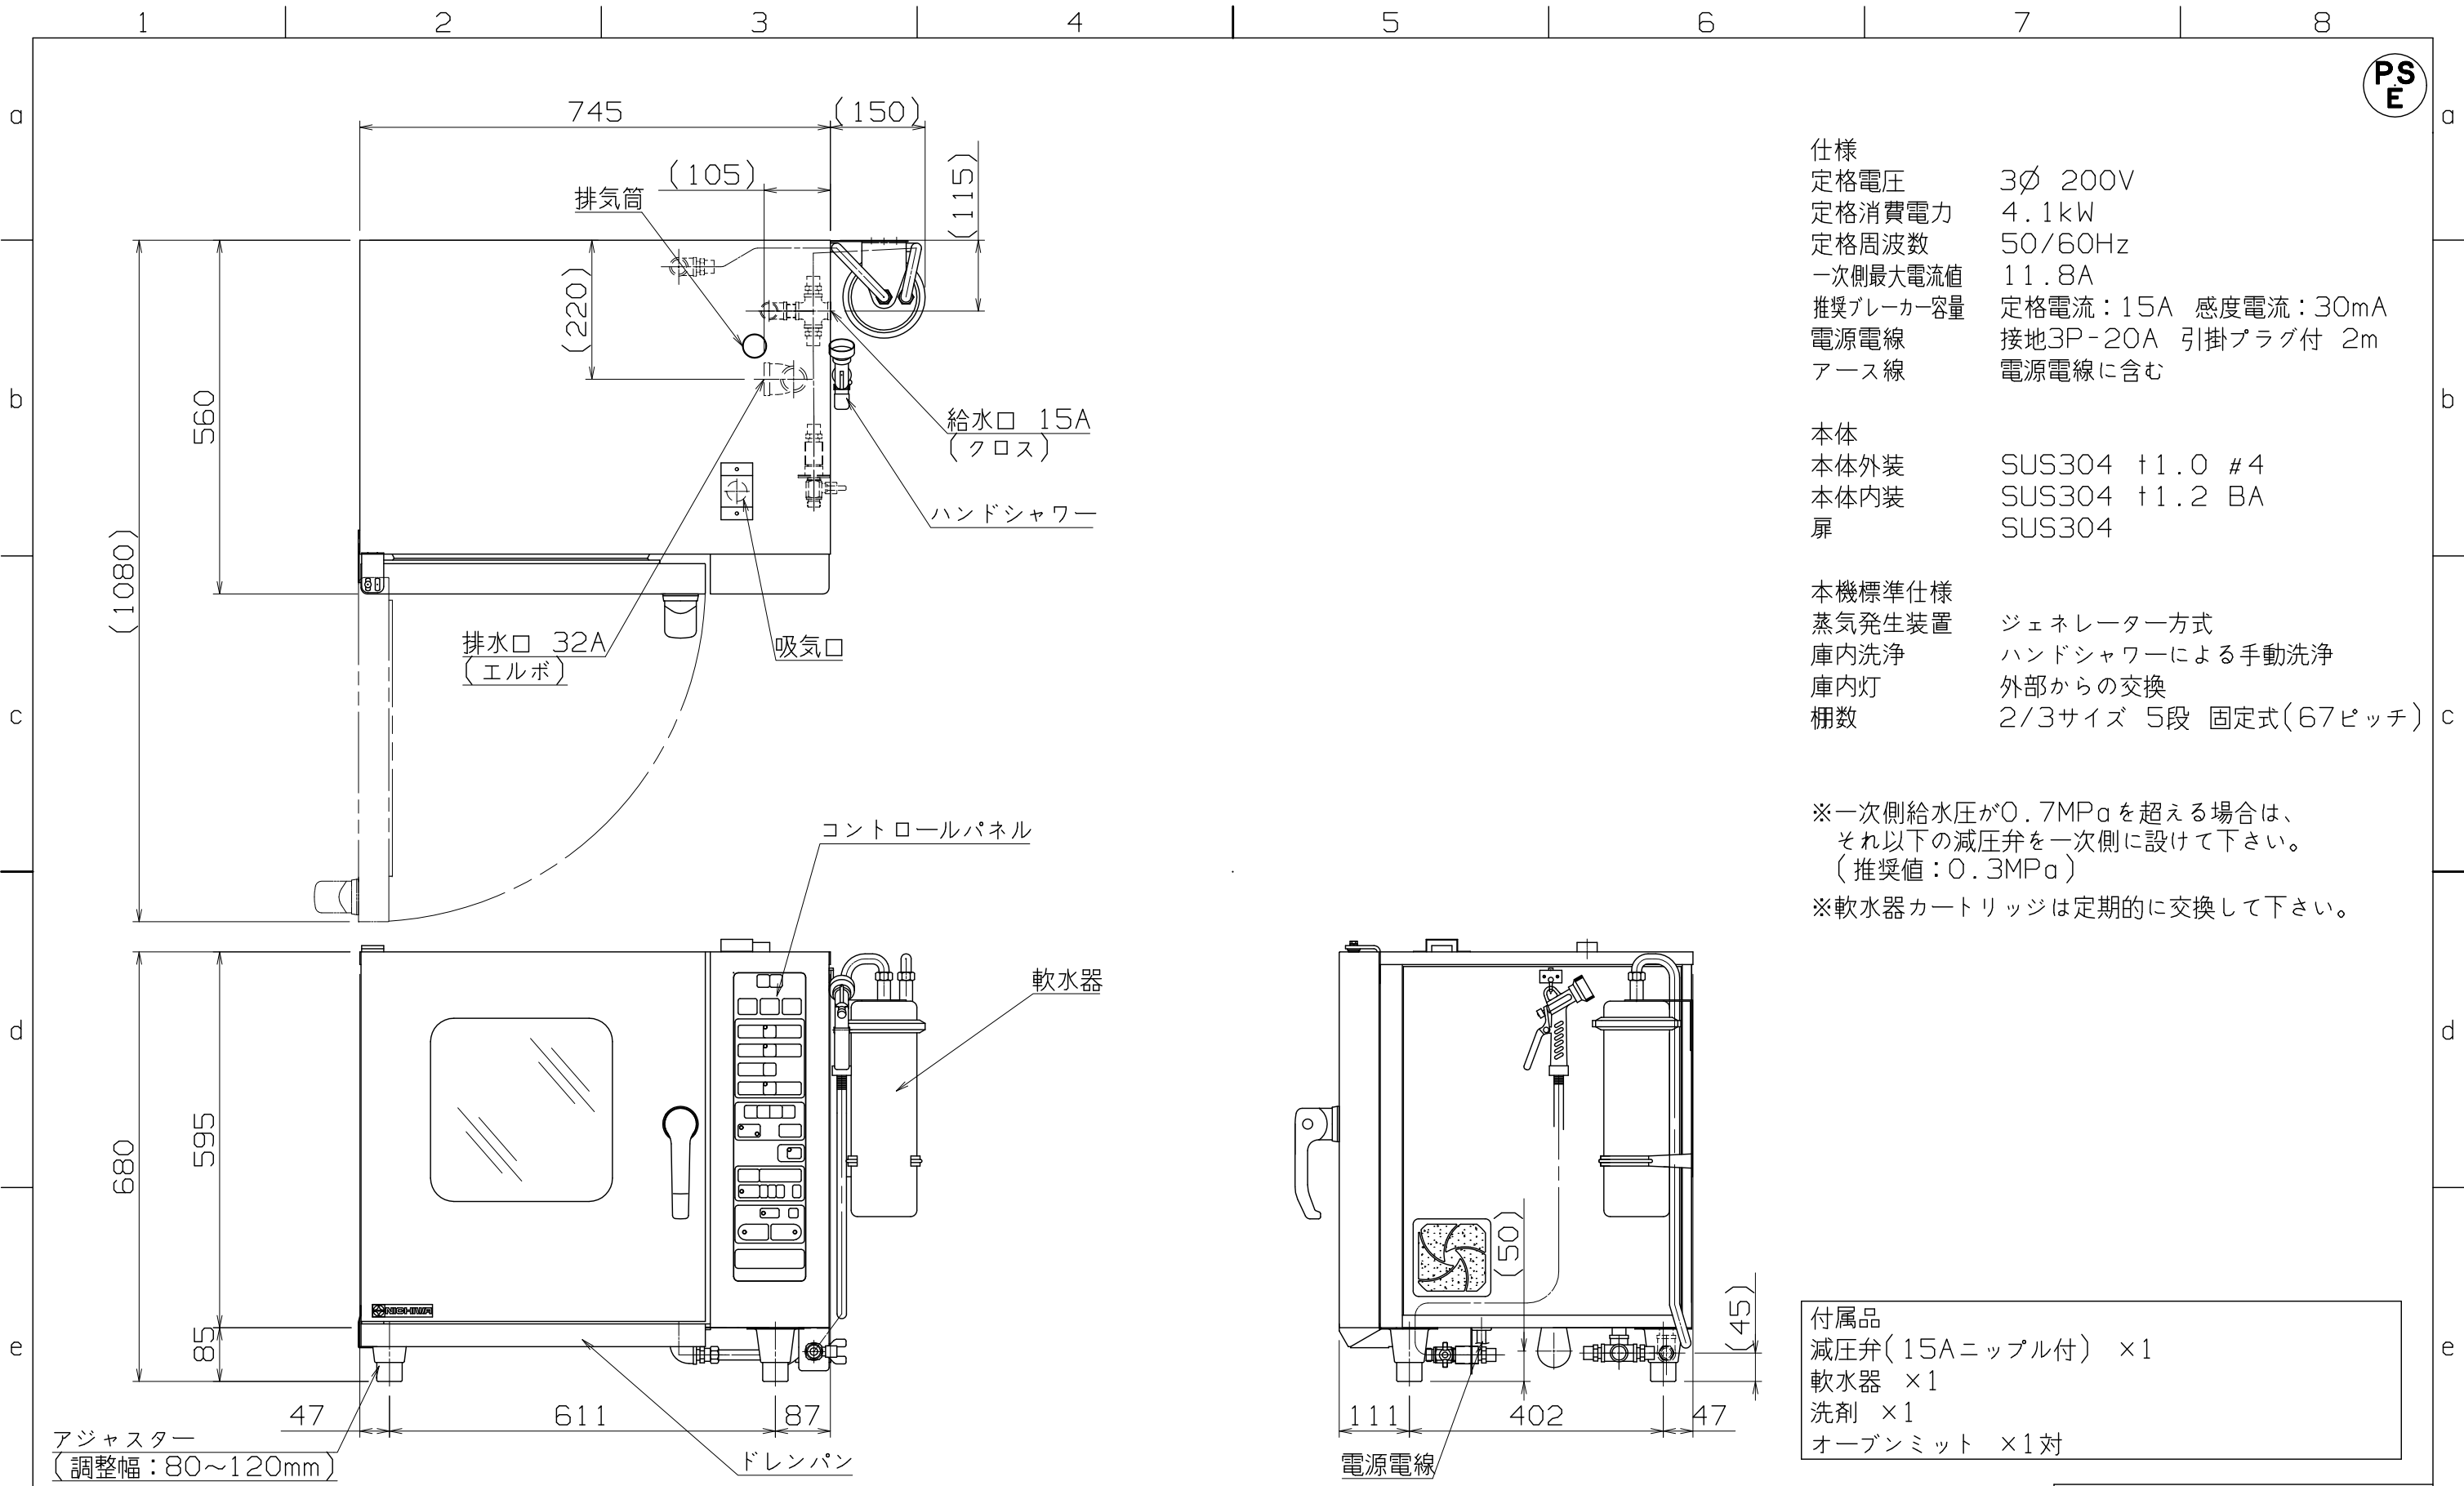 1 2 3 4 5 6 7 8
PS
E
a a
745
(150)
(105)
(115)
排気筒
(220)
560
(1080)
b b
給水口 15A
(クロス)
ハンドシャワー
排水口 32A
(エルボ)
吸気口
c c
仕様
定格電圧 3∅ 200V
定格消費電力 4.1kW
定格周波数 50/60Hz
一次側最大電流値 11.8A
推奨ブレーカー容量 定格電流:15A 感度電流:30mA
電源電線 接地3P-20A 引掛プラグ付 2m
アース線 電源電線に含む
本体
本体外装 SUS304 t1.0 #4
本体内装 SUS304 t1.2 BA
扉 SUS304
本機標準仕様
蒸気発生装置 ジェネレーター方式
庫内洗浄 ハンドシャワーによる手動洗浄
庫内灯 外部からの交換
棚数 2/3サイズ 5段 固定式(67ピッチ)
※一次側給水圧が0.7MPaを超える場合は、
それ以下の減圧弁を一次側に設けて下さい。
(推奨値:0.3MPa)
※軟水器カートリッジは定期的に交換して下さい。
コントロールパネル
軟水器
d d
680
595
85
NICHIWA
47
611
87
アジャスター
(調整幅:80~120mm)
ドレンパン
(50)
(45)
111
402
47
電源電線
e e
付属品
減圧弁(15Aニップル付) ×1
軟水器 ×1
洗剤 ×1
オーブンミット ×1対